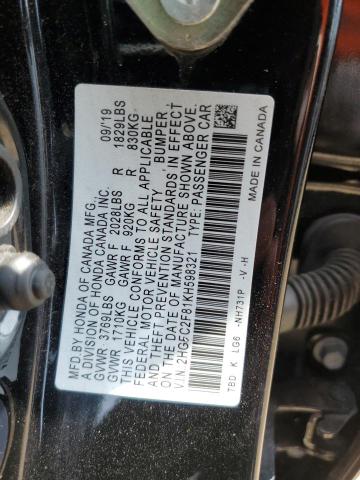 MFD.BY HONDA OF CANADA MFG., 09/19
A DIVISION OF HONDA CANADA INC.
GVWR 3769LBS GAWR F 2028LBS R 1829LBS
GVWR 1710KG GAWR F 920KG R 830KG
THIS VEHICLE CONFORMS TO ALL APPLICABLE
FEDERAL MOTOR VEHICLE SAFETY BUMPER,
AND THEFT PREVENTION STANDARDS IN EFFECT
ON THE DATE OF MANUFACTURE SHOWN ABOVE.
V.I.N.: 2HGFC2F81KH598321 TYPE: PASSENGER CAR
TBD K LG6 -NH731P -V -H MADE IN CANADA